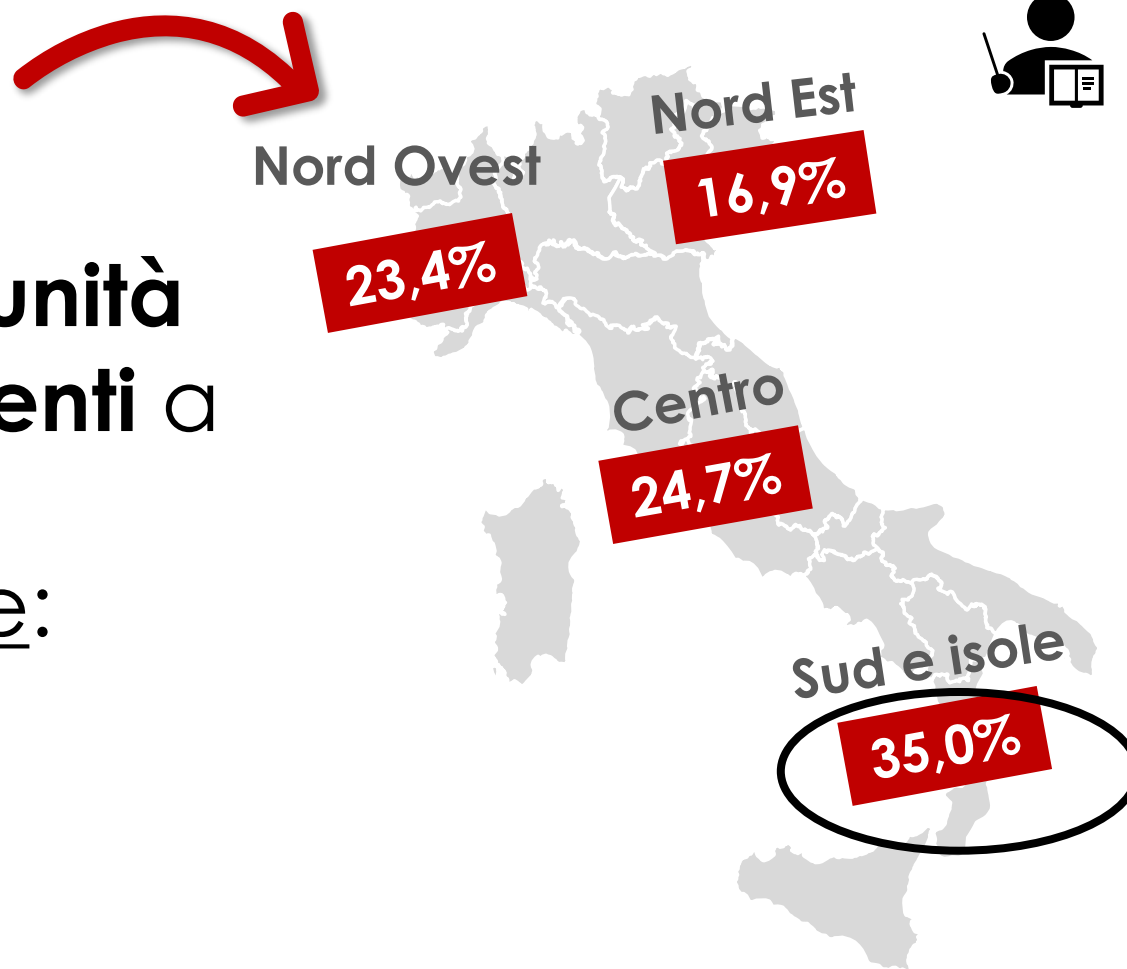 Nord Est
16,9%
Nord Ovest
23,4%
unità
enti a
e:
Centro
24,7%
Sud e isole
35,0%